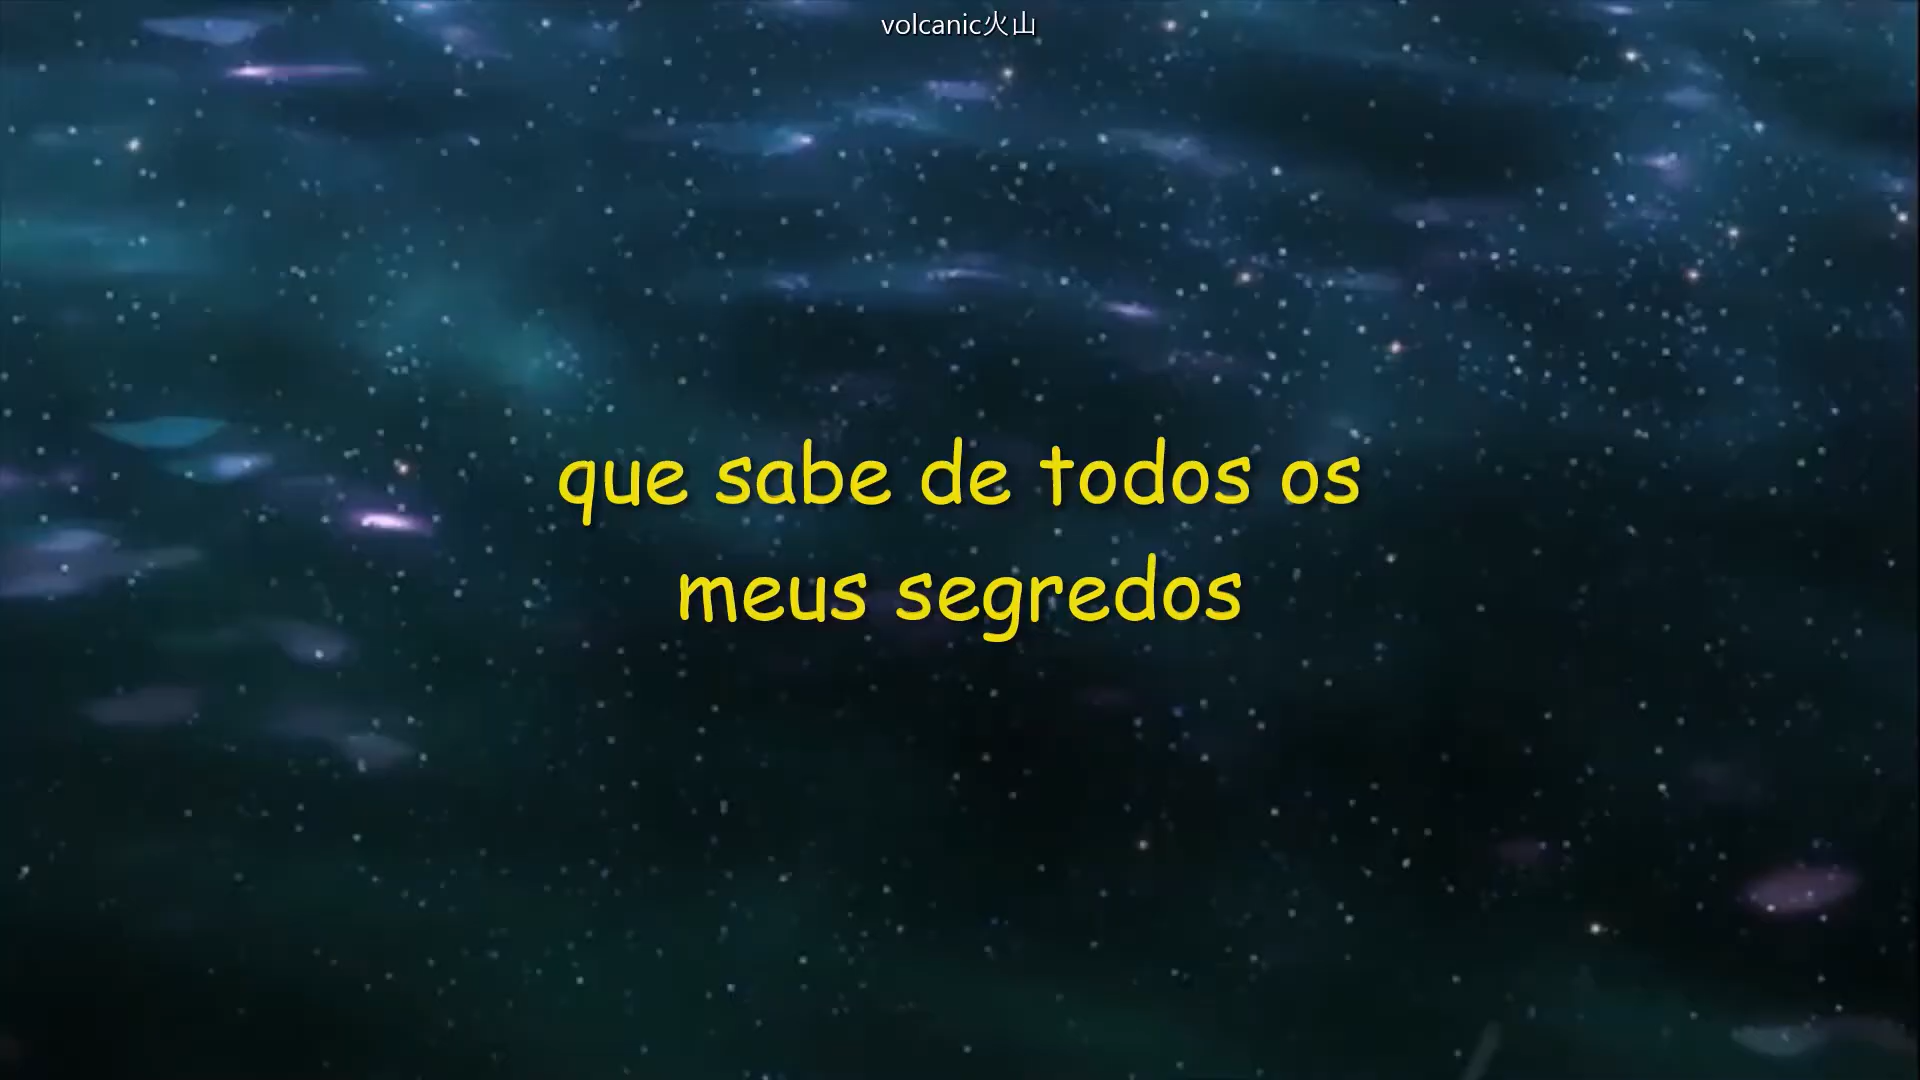 volcanic火山
que sabe de todos os
meus segredos